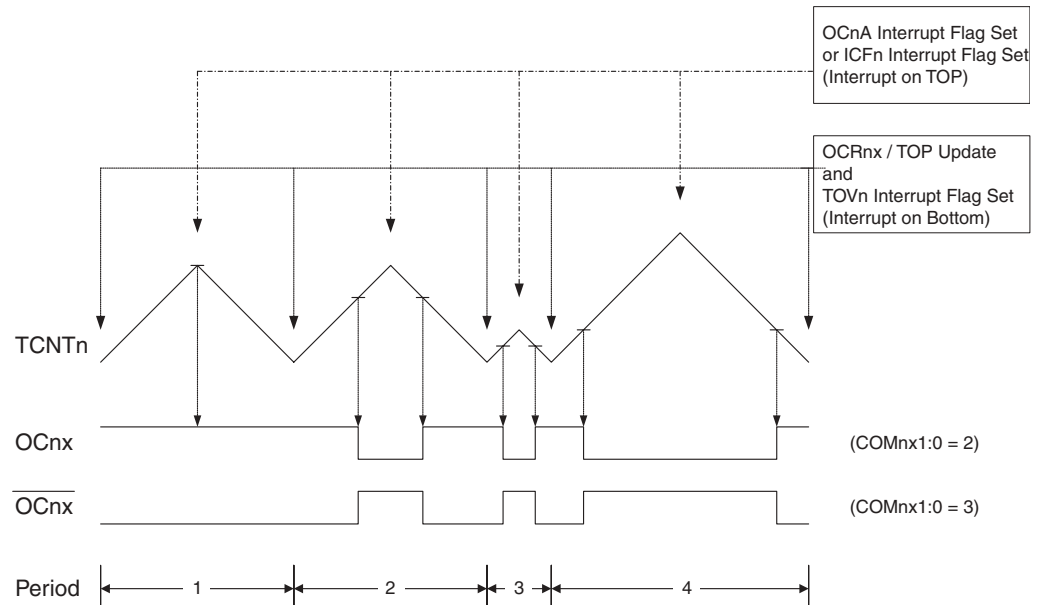 OCnA Interrupt Flag Set
or ICFn Interrupt Flag Set
(Interrupt on TOP)
OCRnx / TOP Update
and
TOVn Interrupt Flag Set
(Interrupt on Bottom)
TCNTn
OCnx
(COMnx1:0 = 2)
OCnx
(COMnx1:0 = 3)
Period
1
2
3
4